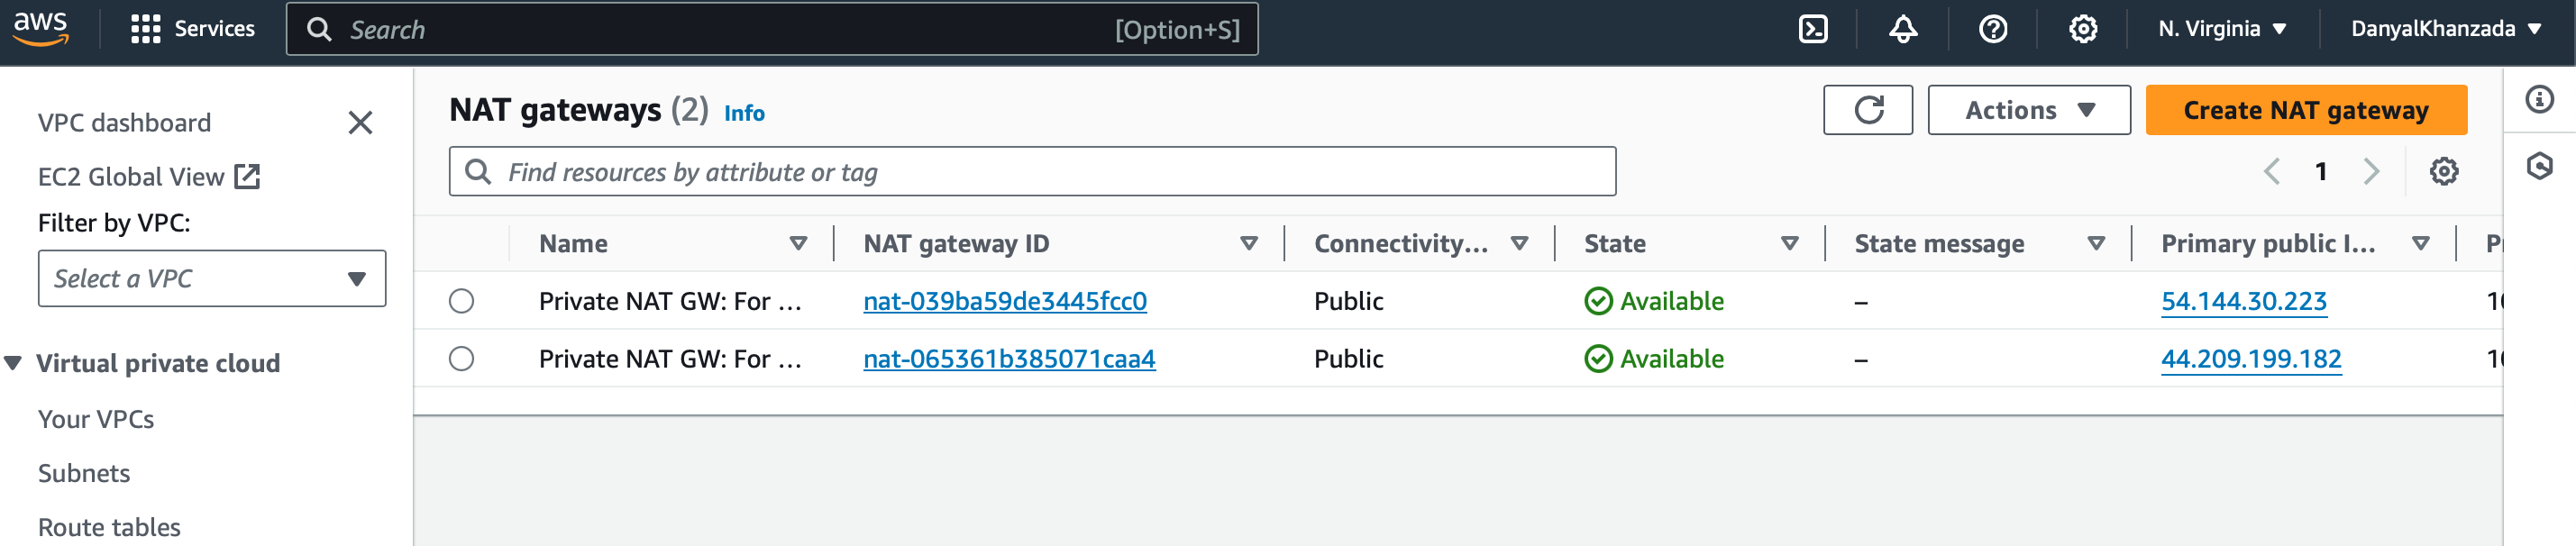 aws
Services
Search
[Option+S]
N. Virginia
DanyalKhanzada
VPC dashboard
EC2 Global View
Filter by VPC:
Select a VPC
Virtual private cloud
Your VPCs
Subnets
Route tables
NAT gateways (2) Info
Actions
Create NAT gateway
Find resources by attribute or tag
1
Name NAT gateway ID Connectivity... State State message Primary public I...
Private NAT GW: For ... nat-039ba59de3445fcc0 Public Available – 54.144.30.223
Private NAT GW: For ... nat-065361b385071caa4 Public Available – 44.209.199.182